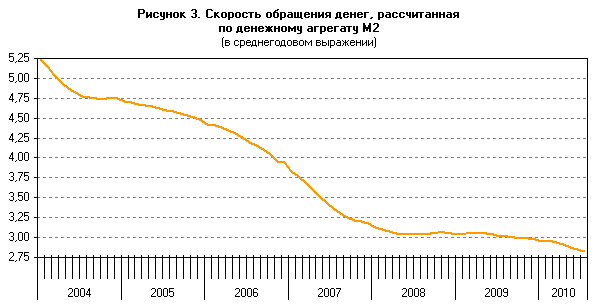 Рисунок 3. Скорость обращения денег, рассчитанная
по денежному агрегату М2
(в среднегодовом выражении)
5,25
5,00
4,75
4,50
4,25
4,00
3,75
3,50
3,25
3,00
2,75
2004 2005 2006 2007 2008 2009 2010